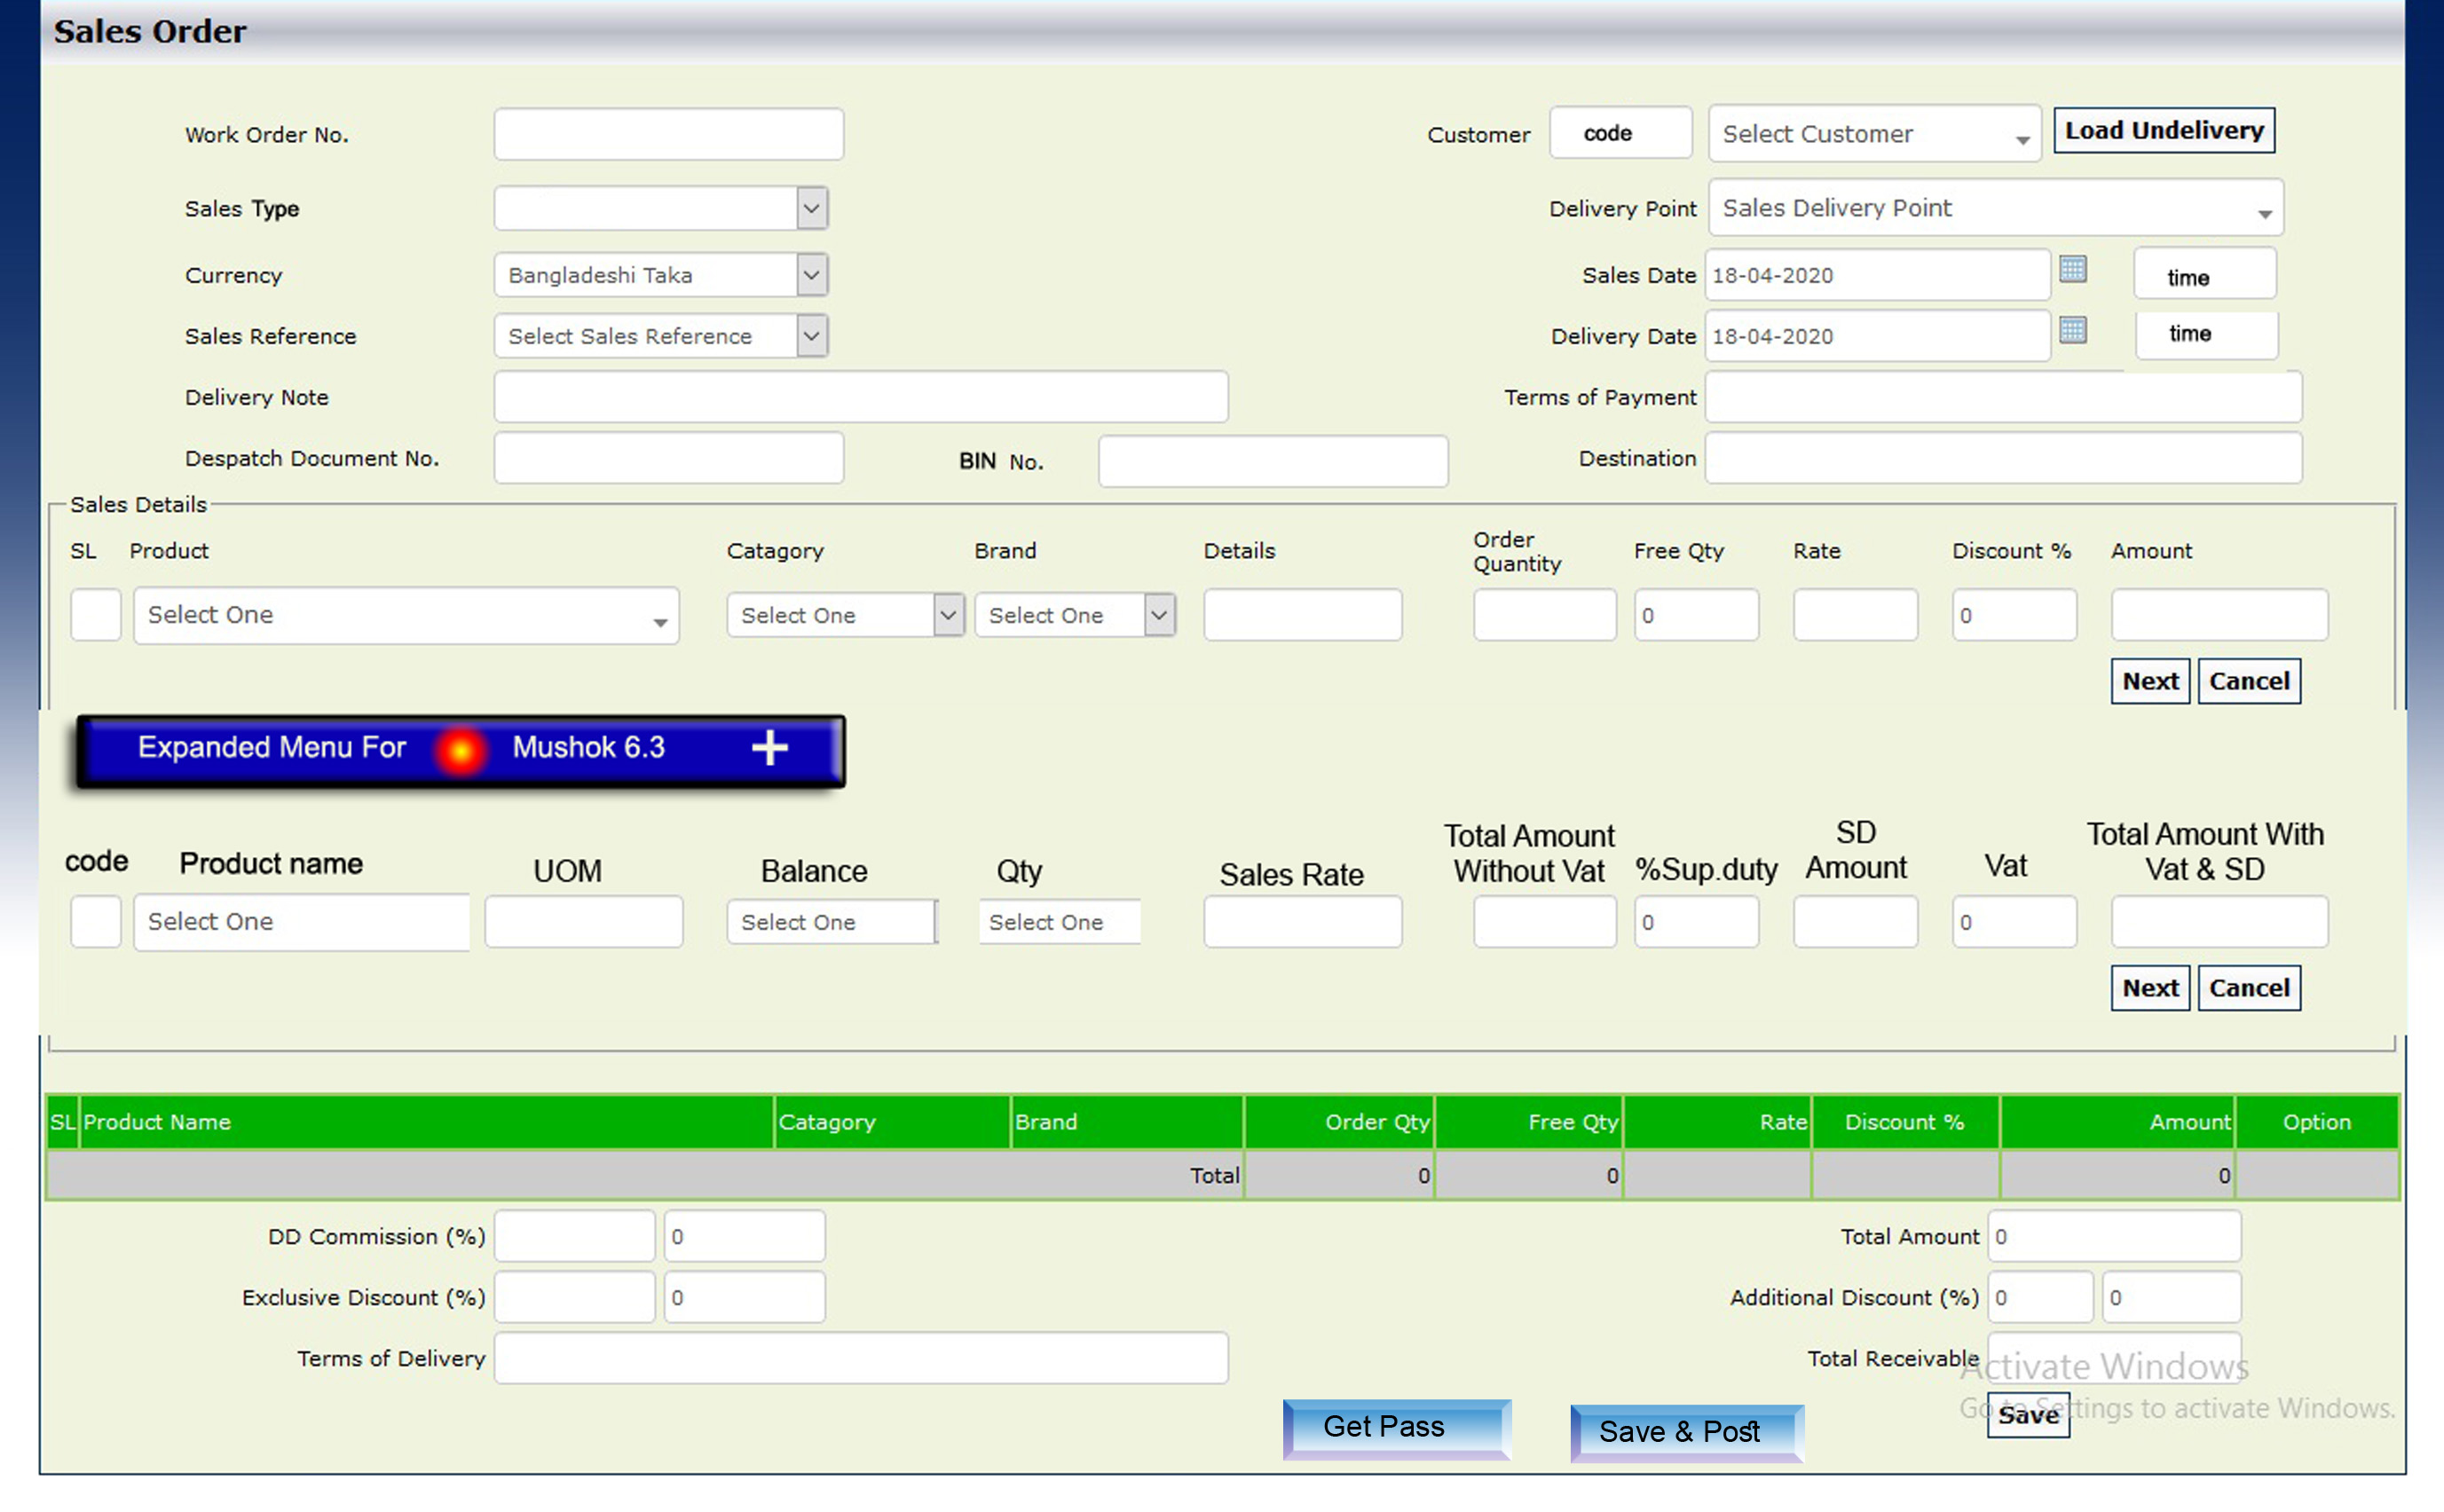 Sales Order
Work Order No.
Customer code Select Customer Load Undelivery
Sales Type
Delivery Point Sales Delivery Point
Currency Bangladeshi Taka
Sales Date 18-04-2020 time
Sales Reference Select Sales Reference
Delivery Date 18-04-2020 time
Delivery Note
Terms of Payment
Despatch Document No.
BIN No.
Destination
Sales Details
SL Product Catagory Brand Details Order Quantity Free Qty Rate Discount % Amount
Select One Select One Select One 0 0
Next Cancel
Expanded Menu For Mushok 6.3 +
code Product name UOM Balance Qty Sales Rate Total Amount Without Vat %Sup.duty SD Amount Vat Total Amount With Vat & SD
Select One Select One Select One 0 0
Next Cancel
SL Product Name Catagory Brand Order Qty Free Qty Rate Discount % Amount Option
Total 0 0 0
DD Commission (%) 0
Total Amount 0
Exclusive Discount (%) 0
Additional Discount (%) 0 0
Terms of Delivery
Total Receivable
Activate Windows
Go to Settings to activate Windows.
Get Pass Save & Post Save